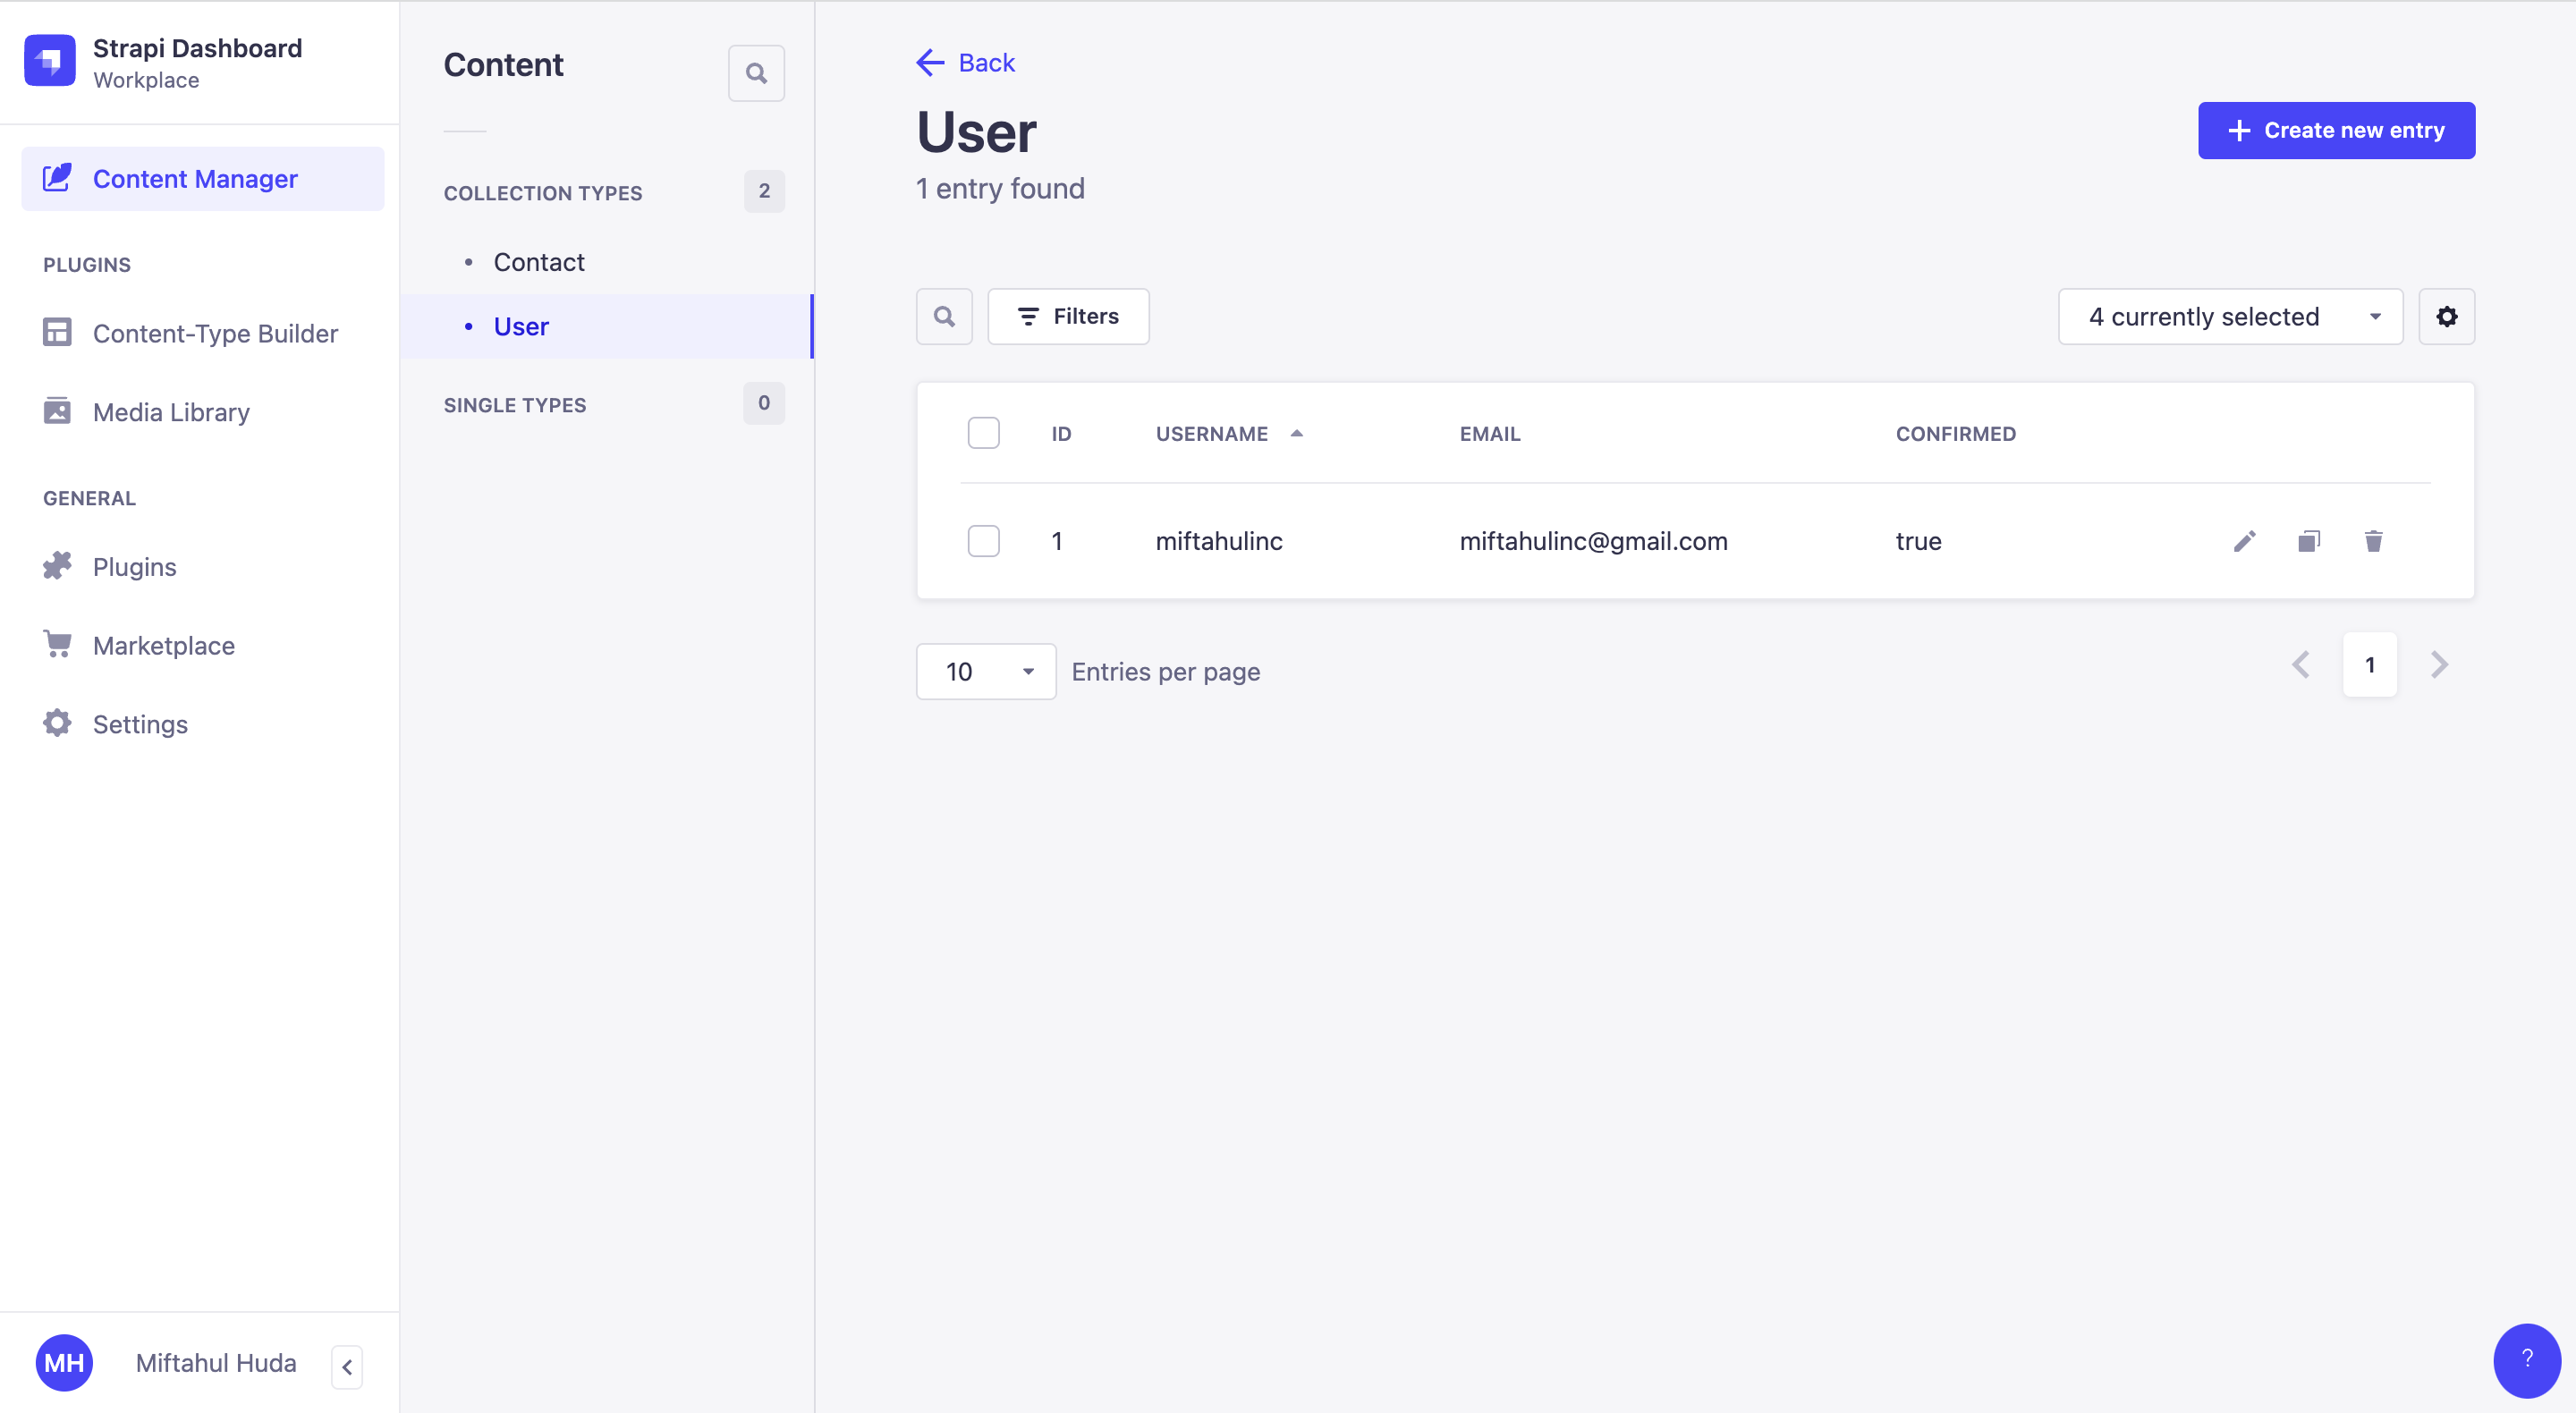 Strapi Dashboard
Workplace
Content Manager
PLUGINS
Content-Type Builder
Media Library
GENERAL
Plugins
Marketplace
Settings
MH
Miftahul Huda
Content
COLLECTION TYPES 2
Contact
User
SINGLE TYPES 0
Back
User
1 entry found
Create new entry
Filters
4 currently selected
ID USERNAME EMAIL CONFIRMED
1 miftahulinc miftahulinc@gmail.com true
10 Entries per page
1
?